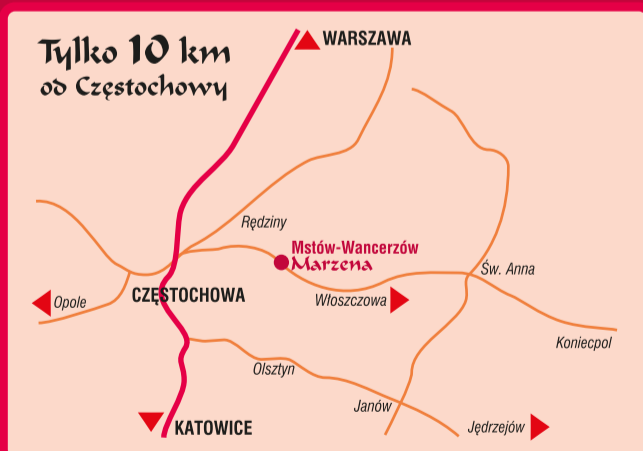 Tylko 10 km
od Częstochowy
WARSZAWA
Rędziny
Mstów-Wancerzów
Marzena
Św. Anna
Opole
CZĘSTOCHOWA
Włoszczowa
Koniecpol
Olsztyn
Janów
KATOWICE
Jędrzejów